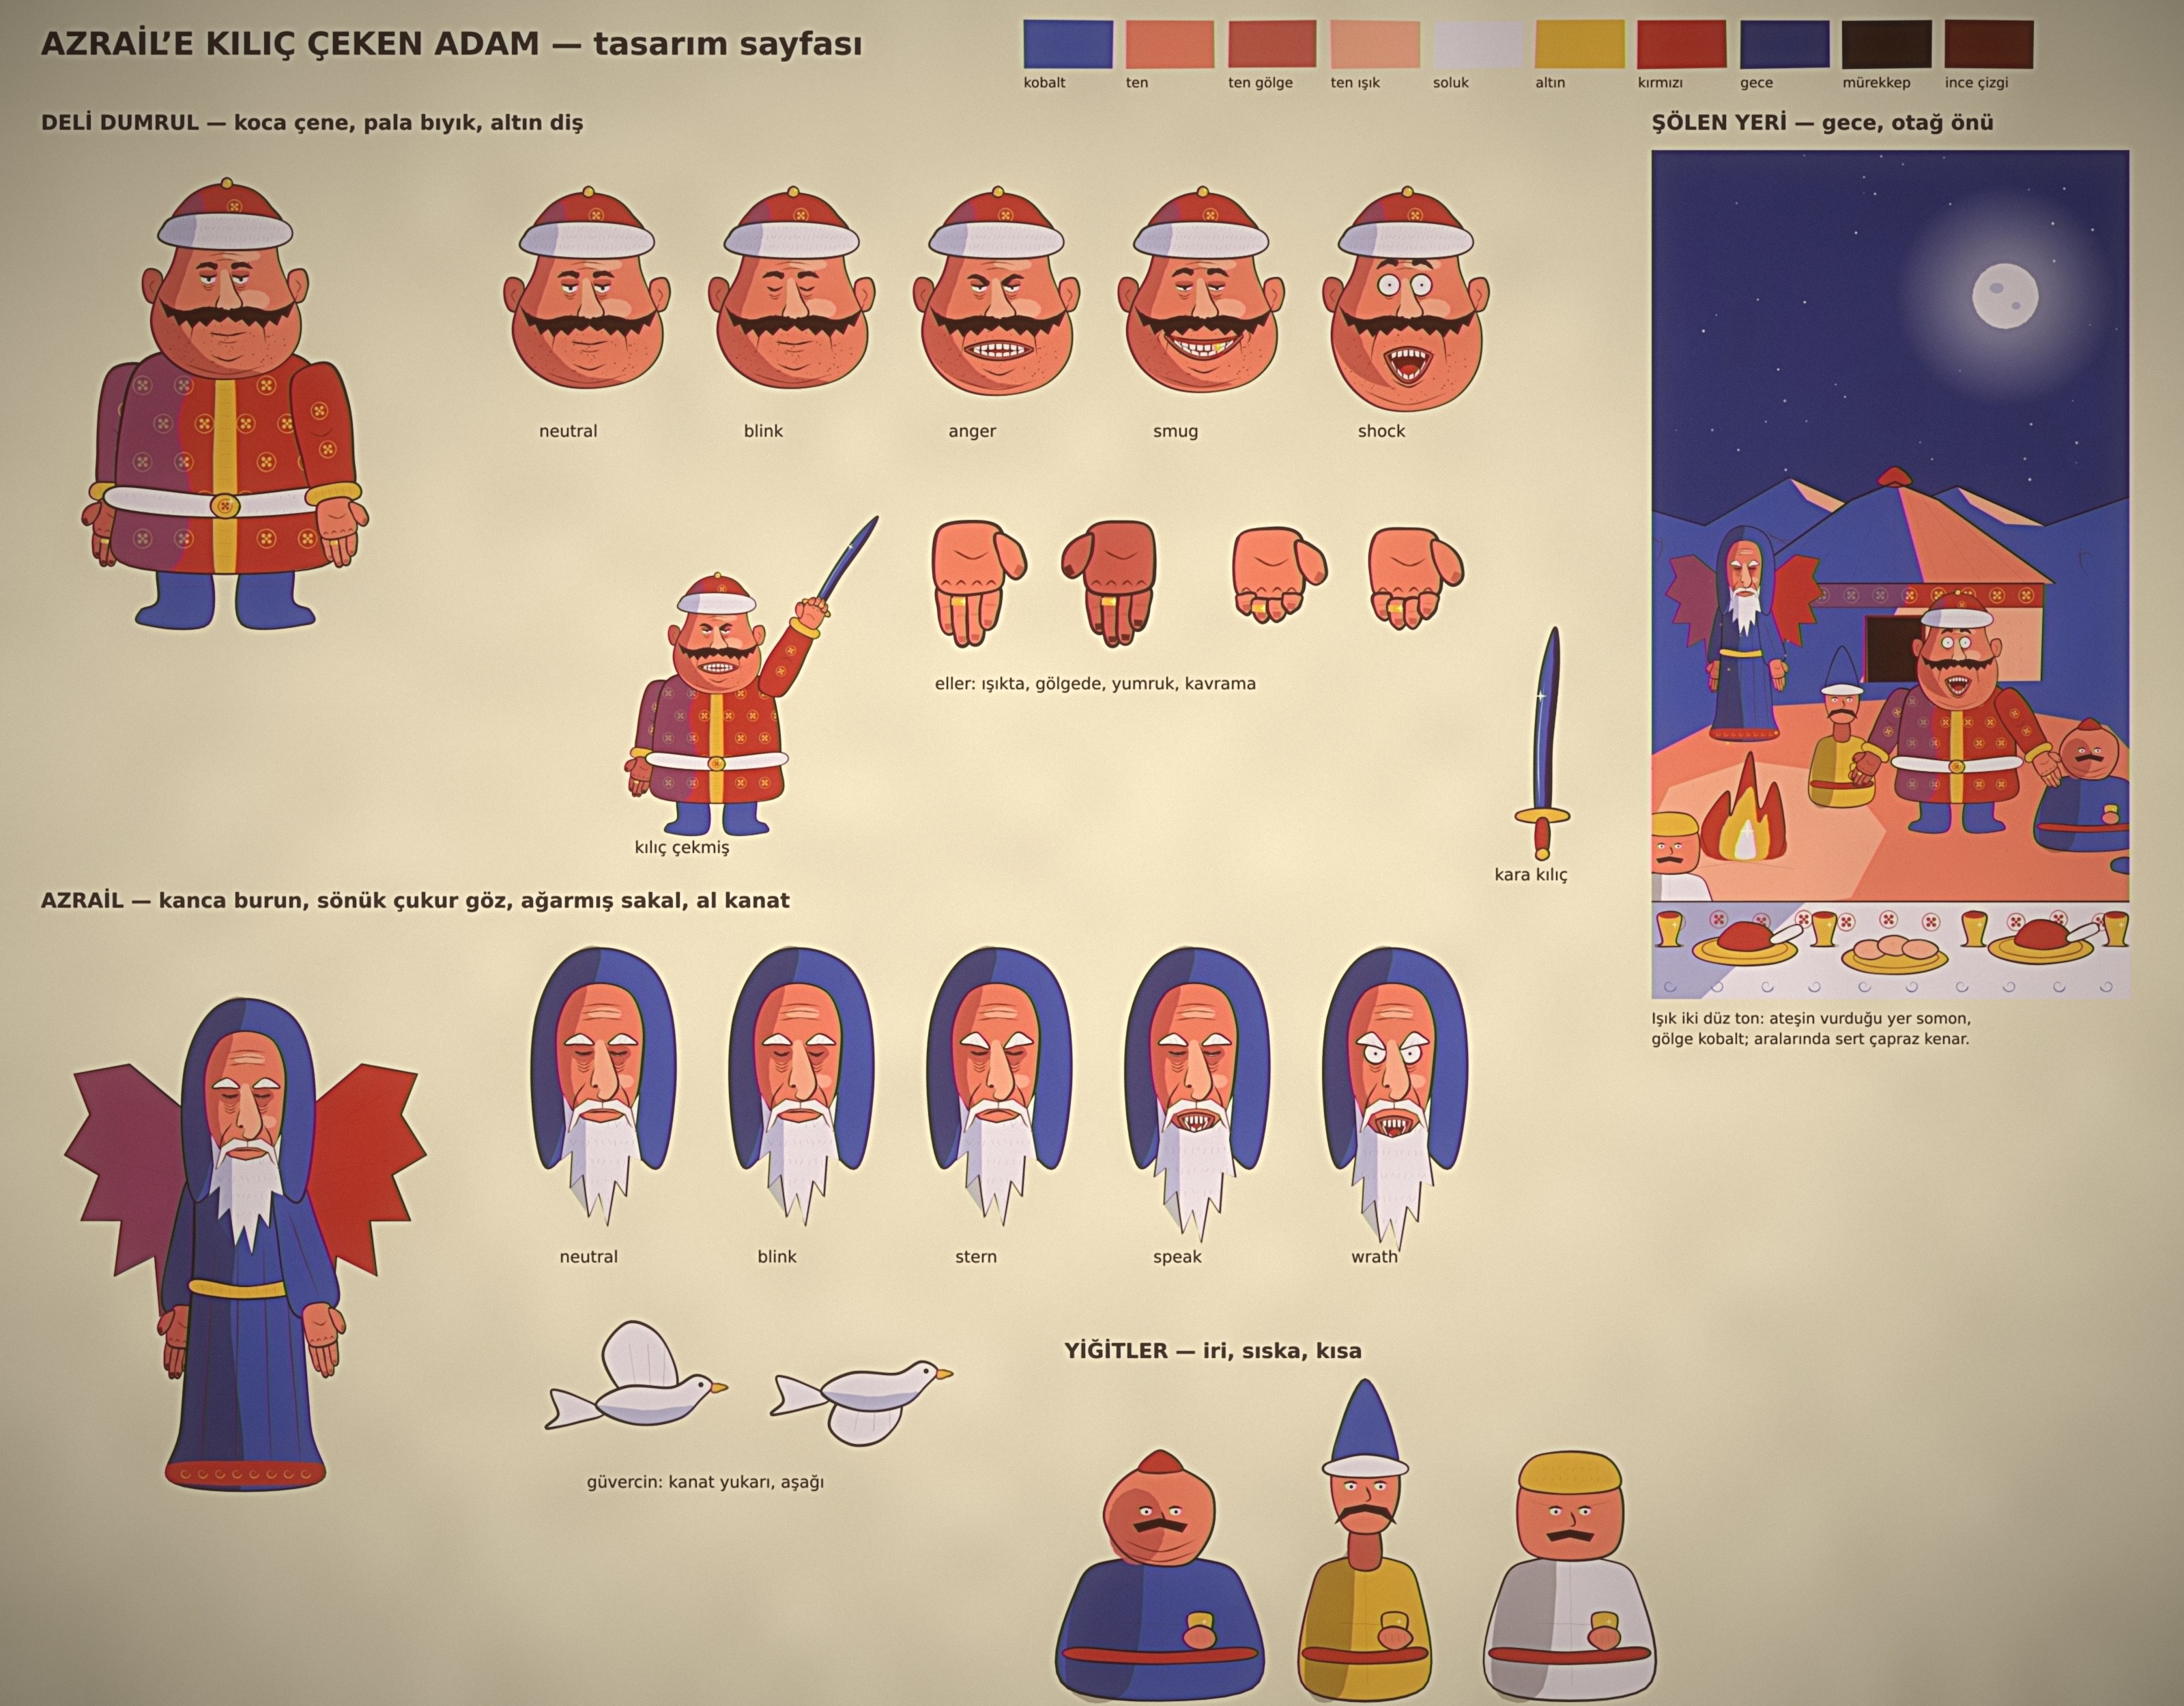 AZRAİL’E KILIÇ ÇEKEN ADAM — tasarım sayfası
kobalt ten ten gölge ten ışık soluk altın kırmızı gece mürekkep ince çizgi
DELİ DUMRUL — koca çene, pala bıyık, altın diş
ŞÖLEN YERİ — gece, otağ önü
neutral blink anger smug shock
eller: ışıkta, gölgede, yumruk, kavrama
kılıç çekmiş
kara kılıç
AZRAİL — kanca burun, sönük çukur göz, ağarmış sakal, al kanat
Işık iki düz ton: ateşin vurduğu yer somon,
gölge kobalt; aralarında sert çapraz kenar.
neutral blink stern speak wrath
YİĞİTLER — iri, sıska, kısa
güvercin: kanat yukarı, aşağı